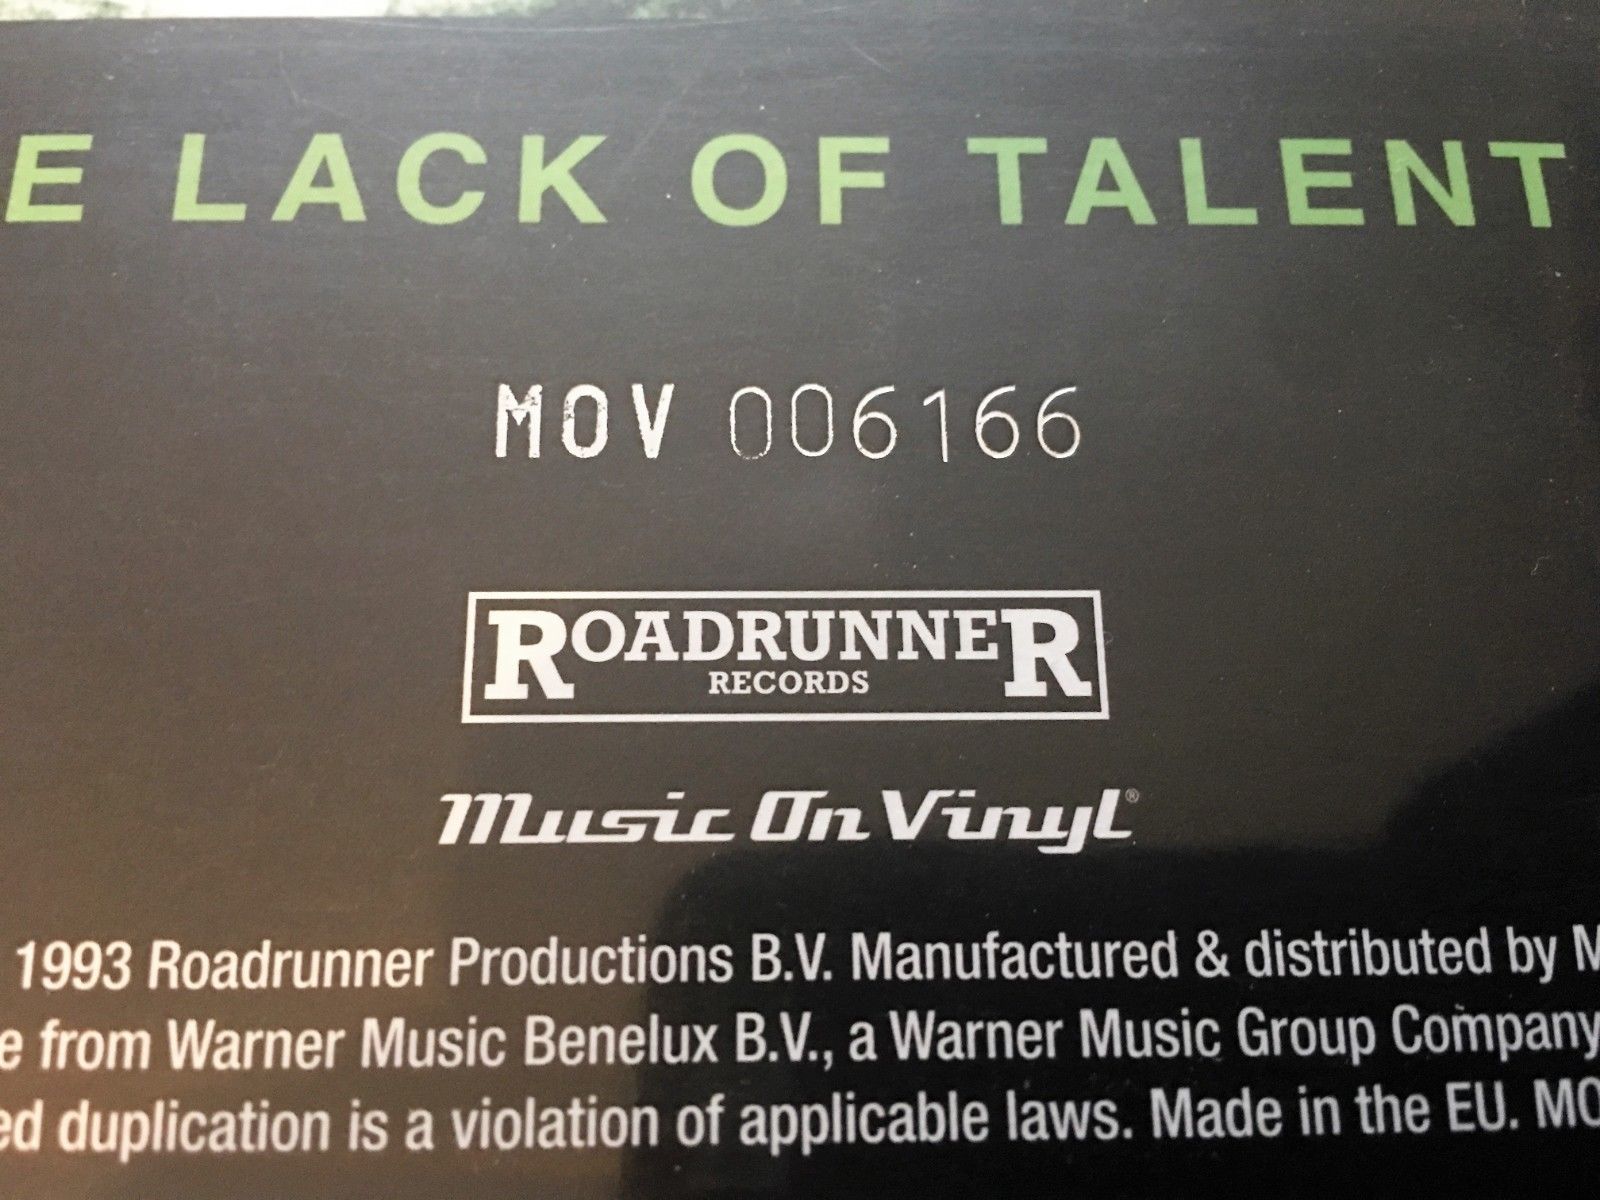 E LACK OF TALENT
MOV 006166
ROADRUNNER
RECORDS
Music On Vinyl®
1993 Roadrunner Productions B.V. Manufactured & distributed by M
e from Warner Music Benelux B.V., a Warner Music Group Company
ed duplication is a violation of applicable laws. Made in the EU. MO